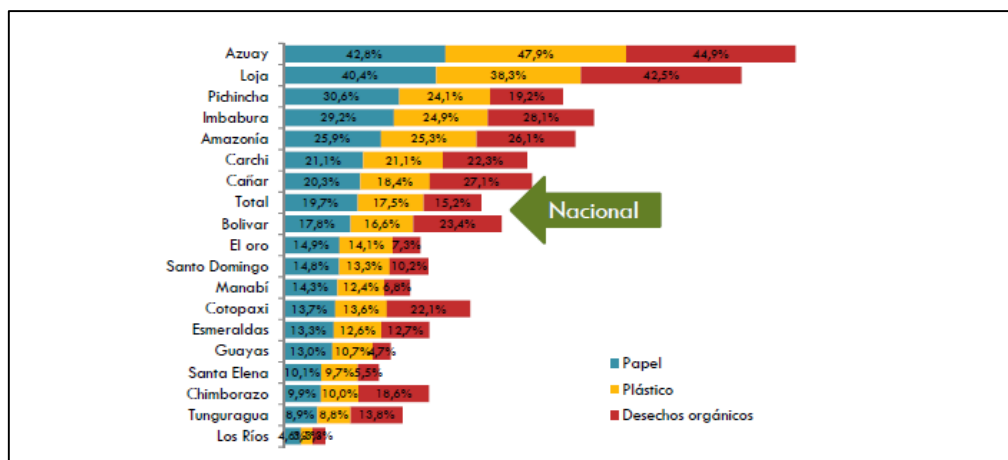 Azuay 42,8% 47,9% 44,9%
Loja 40,4% 38,3% 42,5%
Pichincha 30,6% 24,1% 19,2%
Imbabura 29,2% 24,9% 28,1%
Amazonía 25,9% 25,3% 26,1%
Carchi 21,1% 21,1% 22,3%
Cañar 20,3% 18,4% 27,1%
Total 19,7% 17,5% 15,2%
Nacional
Bolivar 17,8% 16,6% 23,4%
El oro 14,9% 14,1% 7,3%
Santo Domingo 14,8% 13,3% 10,2%
Manabí 14,3% 12,4% 6,8%
Cotopaxi 13,7% 13,6% 22,1%
Esmeraldas 13,3% 12,6% 12,7%
Guayas 13,0% 10,7% 4,7%
Santa Elena 10,1% 9,7% 5,5%
Chimborazo 9,9% 10,0% 18,6%
Tunguragua 8,9% 8,8% 13,8%
Los Ríos
Papel
Plástico
Desechos orgánicos